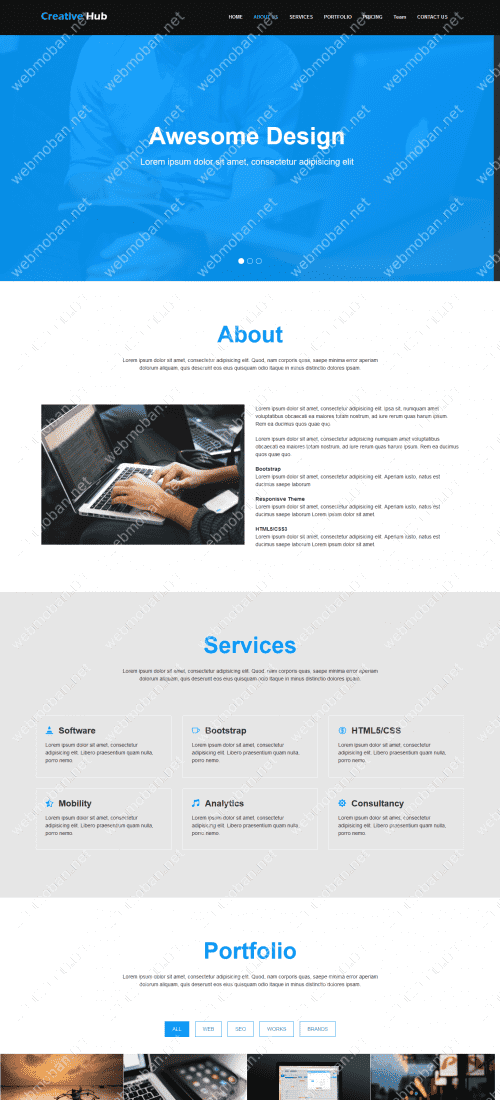 Creative Hub
HOME ABOUT US SERVICES PORTFOLIO PRICING Team CONTACT US
Awesome Design
Lorem ipsum dolor sit amet, consectetur adipisicing elit
webmoban.net
About
Lorem ipsum dolor sit amet, consectetur adipisicing elit. Quod, nam corporis quas, saepe minima error aperiam
dolorum aliquam, quis deserunt eos eius quisquam odio itaque in minus distinctio dolores ipsam.
Lorem ipsum dolor sit amet, consectetur adipisicing elit. Ipsa sit, numquam amet
voluptatibus obcaecati ea maiores totam nostrum, ad iure rerum quas harum ipsum.
Rem ea ducimus quos quae quo.
Lorem ipsum dolor sit amet, consectetur adipisicing numquam amet voluptatibus
obcaecati ea maiores totam nostrum, ad iure rerum quas harum ipsum. Rem ea ducimus
quos quae quo.
Bootstrap
Lorem ipsum dolor sit amet, consectetur adipisicing elit. Aperiam iusto, natus est
ducimus saepe laborum
Responsive Theme
Lorem ipsum dolor sit amet, consectetur adipisicing elit. Aperiam iusto, natus est
ducimus saepe laborum Lorem ipsum dolor sit amet
HTML5/CSS3
Lorem ipsum dolor sit amet, consectetur adipisicing elit. Aperiam iusto, natus est
ducimus saepe laborum Lorem ipsum dolor sit amet
Services
Lorem ipsum dolor sit amet, consectetur adipisicing elit. Quod, nam corporis quas, saepe minima error aperiam
dolorum aliquam, quis deserunt eos eius quisquam odio itaque in minus distinctio dolores ipsam.
Software
Lorem ipsum dolor sit amet, consectetur
adipisicing elit. Libero praesentium quam nulla,
porro nemo.
Bootstrap
Lorem ipsum dolor sit amet, consectetur
adipisicing elit. Libero praesentium quam nulla,
porro nemo.
HTML5/CSS
Lorem ipsum dolor sit amet, consectetur
adipisicing elit. Libero praesentium quam nulla,
porro nemo.
Mobility
Lorem ipsum dolor sit amet, consectetur
adipisicing elit. Libero praesentium quam nulla,
porro nemo.
Analytics
Lorem ipsum dolor sit amet, consectetur
adipisicing elit. Libero praesentium quam nulla,
porro nemo.
Consultancy
Lorem ipsum dolor sit amet, consectetur
adipisicing elit. Libero praesentium quam nulla,
porro nemo.
Portfolio
Lorem ipsum dolor sit amet, consectetur adipisicing elit. Quod, nam corporis quas, saepe minima error aperiam
dolorum aliquam, quis deserunt eos eius quisquam odio itaque in minus distinctio dolores ipsam.
ALL WEB SEO WORKS BRANDS